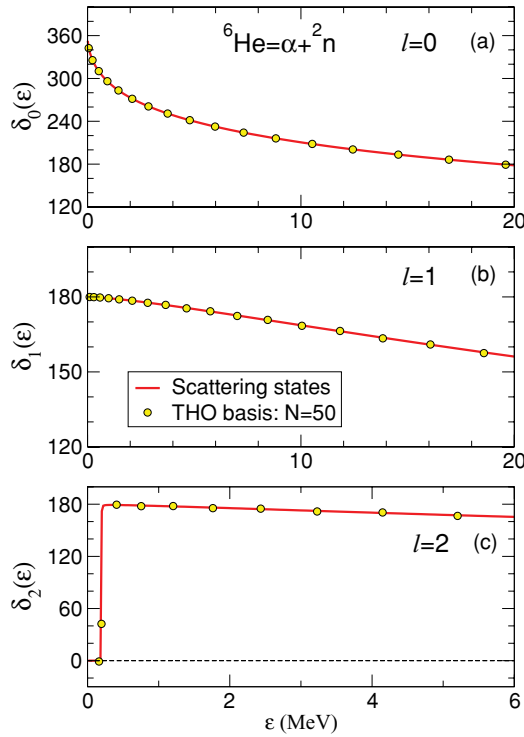 ⁶He=α+²n l=0 (a)
δ₀(ε)
360
300
240
180
120
0 10 20
l=1 (b)
δ₁(ε)
180
150
120
Scattering states
THO basis: N=50
0 10 20
l=2 (c)
δ₂(ε)
180
120
60
0
0 2 4 6
ε (MeV)